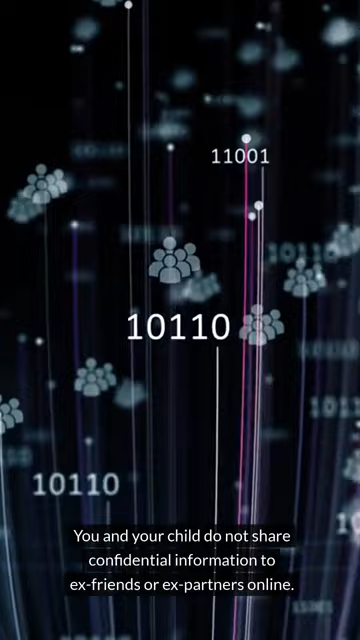 11001
10110
10110
10110
You and your child do not share
confidential information to
ex-friends or ex-partners online.